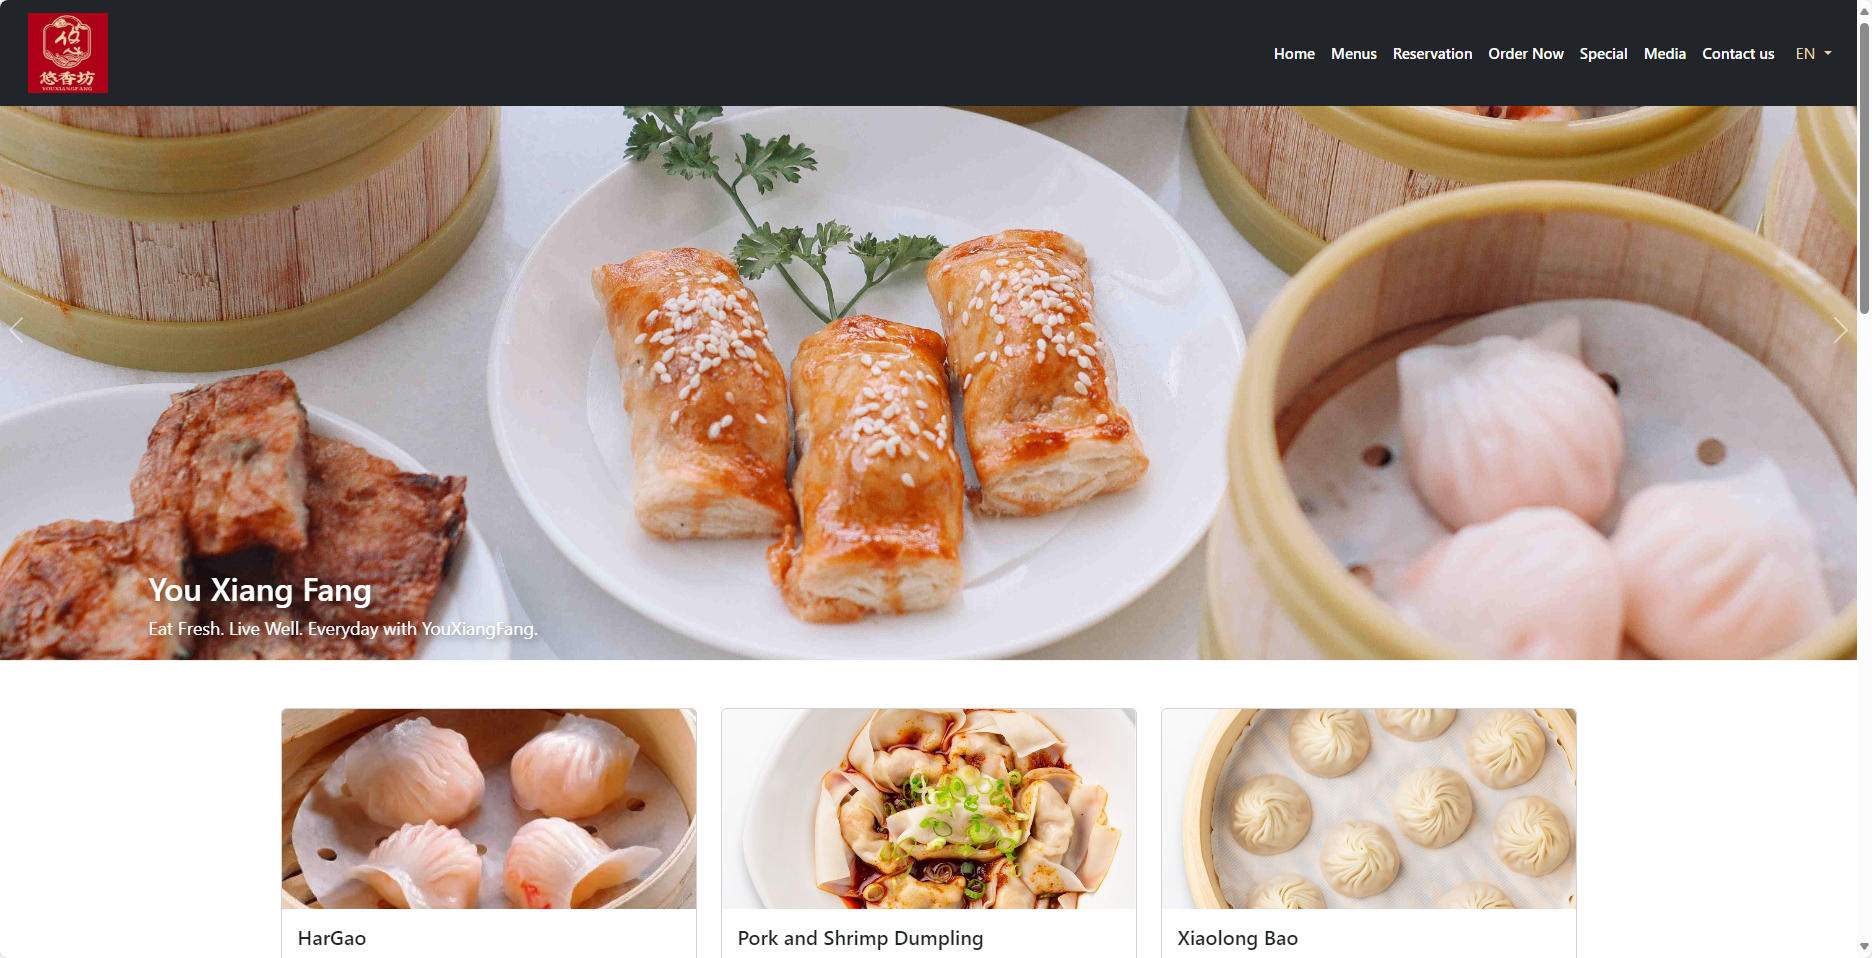 悠香坊
YOUXIANGFANG
Home Menus Reservation Order Now Special Media Contact us EN
You Xiang Fang
Eat Fresh. Live Well. Everyday with YouXiangFang.
HarGao
Pork and Shrimp Dumpling
Xiaolong Bao